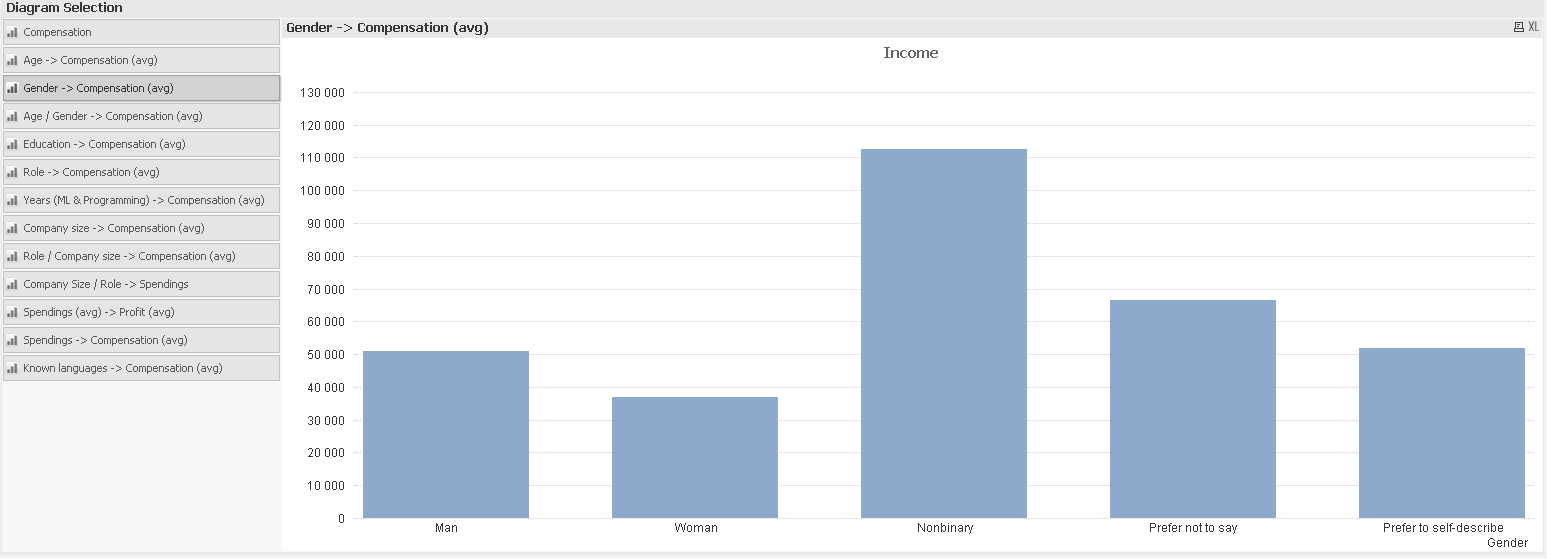 Diagram Selection
Compensation
Age -> Compensation (avg)
Gender -> Compensation (avg)
Age / Gender -> Compensation (avg)
Education -> Compensation (avg)
Role -> Compensation (avg)
Years (ML & Programming) -> Compensation (avg)
Company size -> Compensation (avg)
Role / Company size -> Compensation (avg)
Company Size / Role -> Spendings
Spendings (avg) -> Profit (avg)
Spendings -> Compensation (avg)
Known languages -> Compensation (avg)
Gender -> Compensation (avg)
XL
Income
130 000
120 000
110 000
100 000
90 000
80 000
70 000
60 000
50 000
40 000
30 000
20 000
10 000
0
Man Woman Nonbinary Prefer not to say Prefer to self-describe
Gender